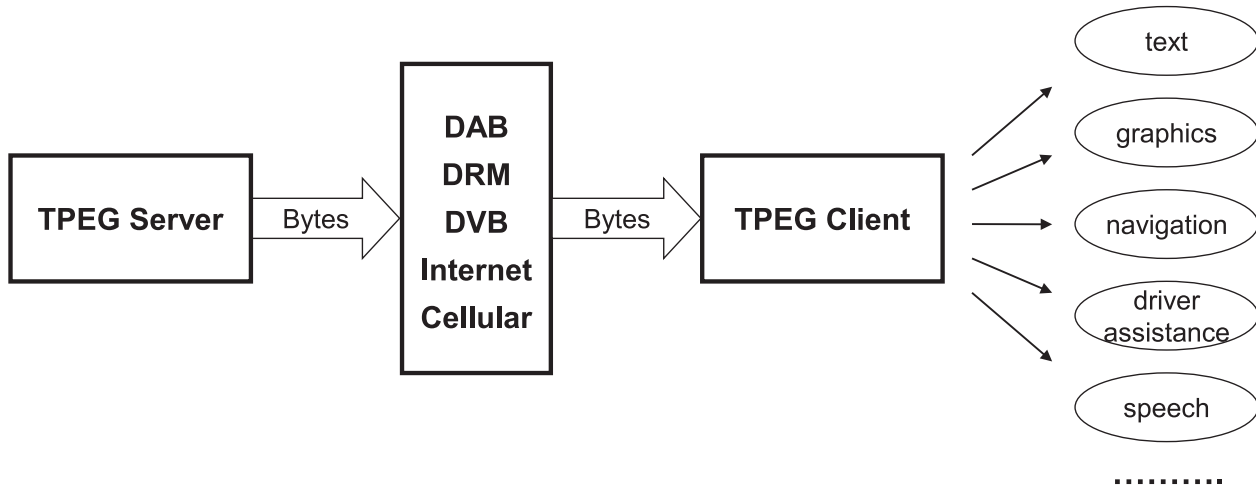 TPEG Server
Bytes
DAB
DRM
DVB
Internet
Cellular
Bytes
TPEG Client
text
graphics
navigation
driver
assistance
speech